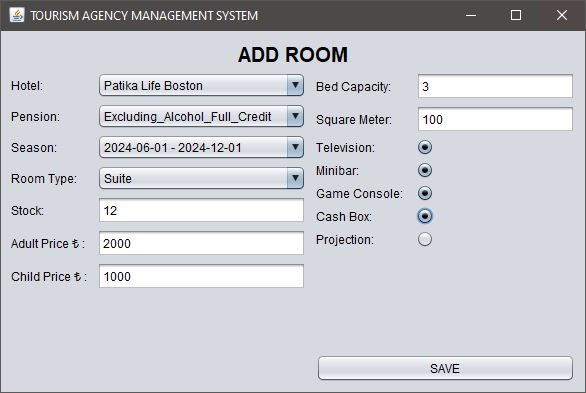 TOURISM AGENCY MANAGEMENT SYSTEM
ADD ROOM
Hotel: Patika Life Boston
Pension: Excluding_Alcohol_Full_Credit
Season: 2024-06-01 - 2024-12-01
Room Type: Suite
Stock: 12
Adult Price ₺ : 2000
Child Price ₺ : 1000
Bed Capacity: 3
Square Meter: 100
Television:
Minibar:
Game Console:
Cash Box:
Projection:
SAVE